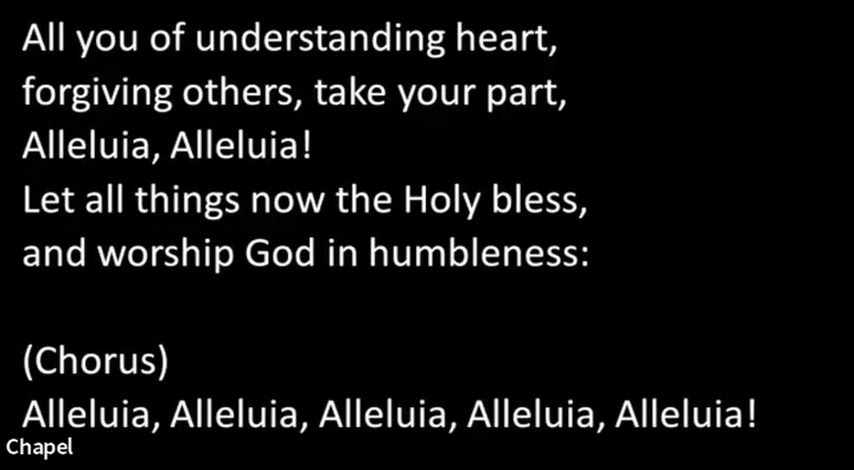 All you of understanding heart,
forgiving others, take your part,
Alleluia, Alleluia!
Let all things now the Holy bless,
and worship God in humbleness:
(Chorus)
Alleluia, Alleluia, Alleluia, Alleluia, Alleluia!
Chapel